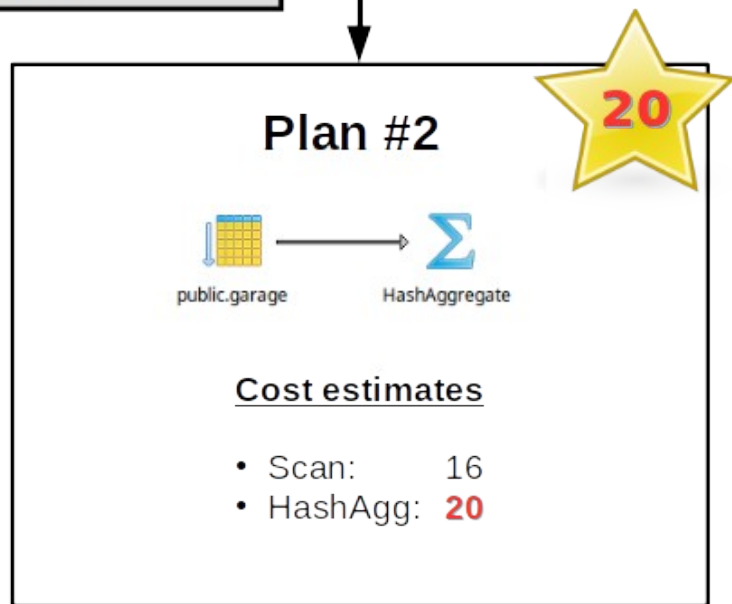 20
Plan #2
public.garage
HashAggregate
Cost estimates
• Scan: 16
• HashAgg: 20